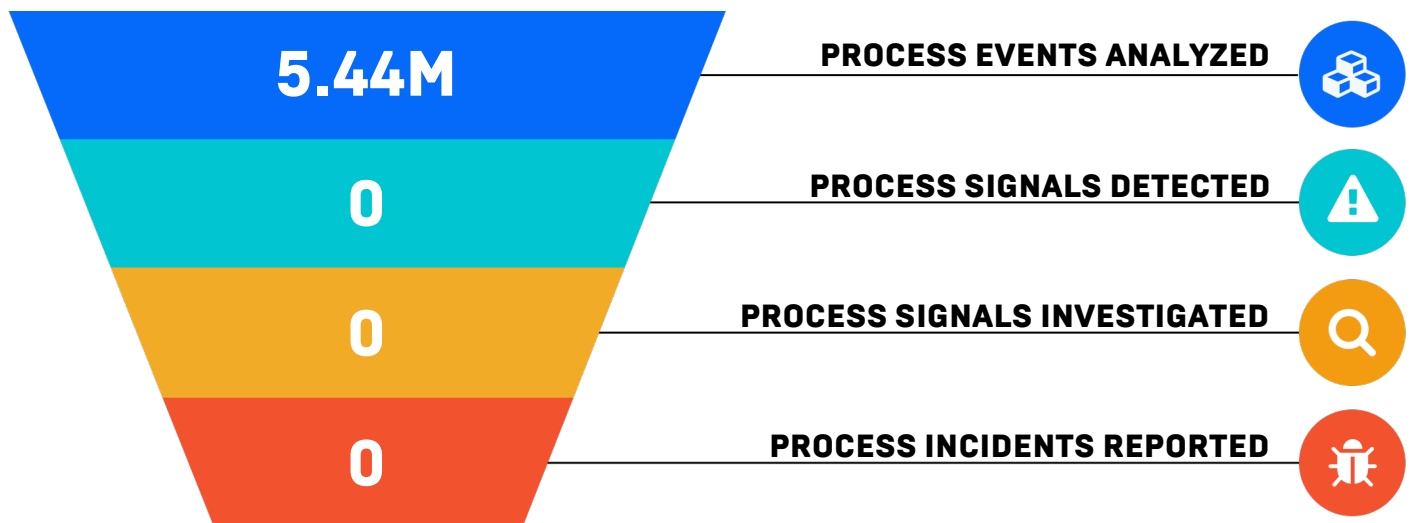 5.44M
PROCESS EVENTS ANALYZED
0
PROCESS SIGNALS DETECTED
0
PROCESS SIGNALS INVESTIGATED
0
PROCESS INCIDENTS REPORTED